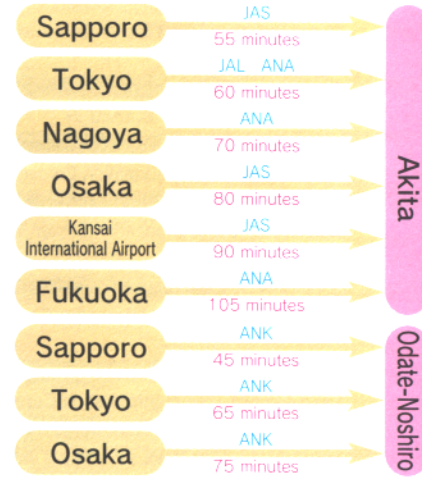 Sapporo
JAS
55 minutes
Tokyo
JAL ANA
60 minutes
Nagoya
ANA
70 minutes
Osaka
JAS
80 minutes
Kansai
International Airport
JAS
90 minutes
Fukuoka
ANA
105 minutes
Akita
Sapporo
ANK
45 minutes
Tokyo
ANK
65 minutes
Osaka
ANK
75 minutes
Odate-Noshiro